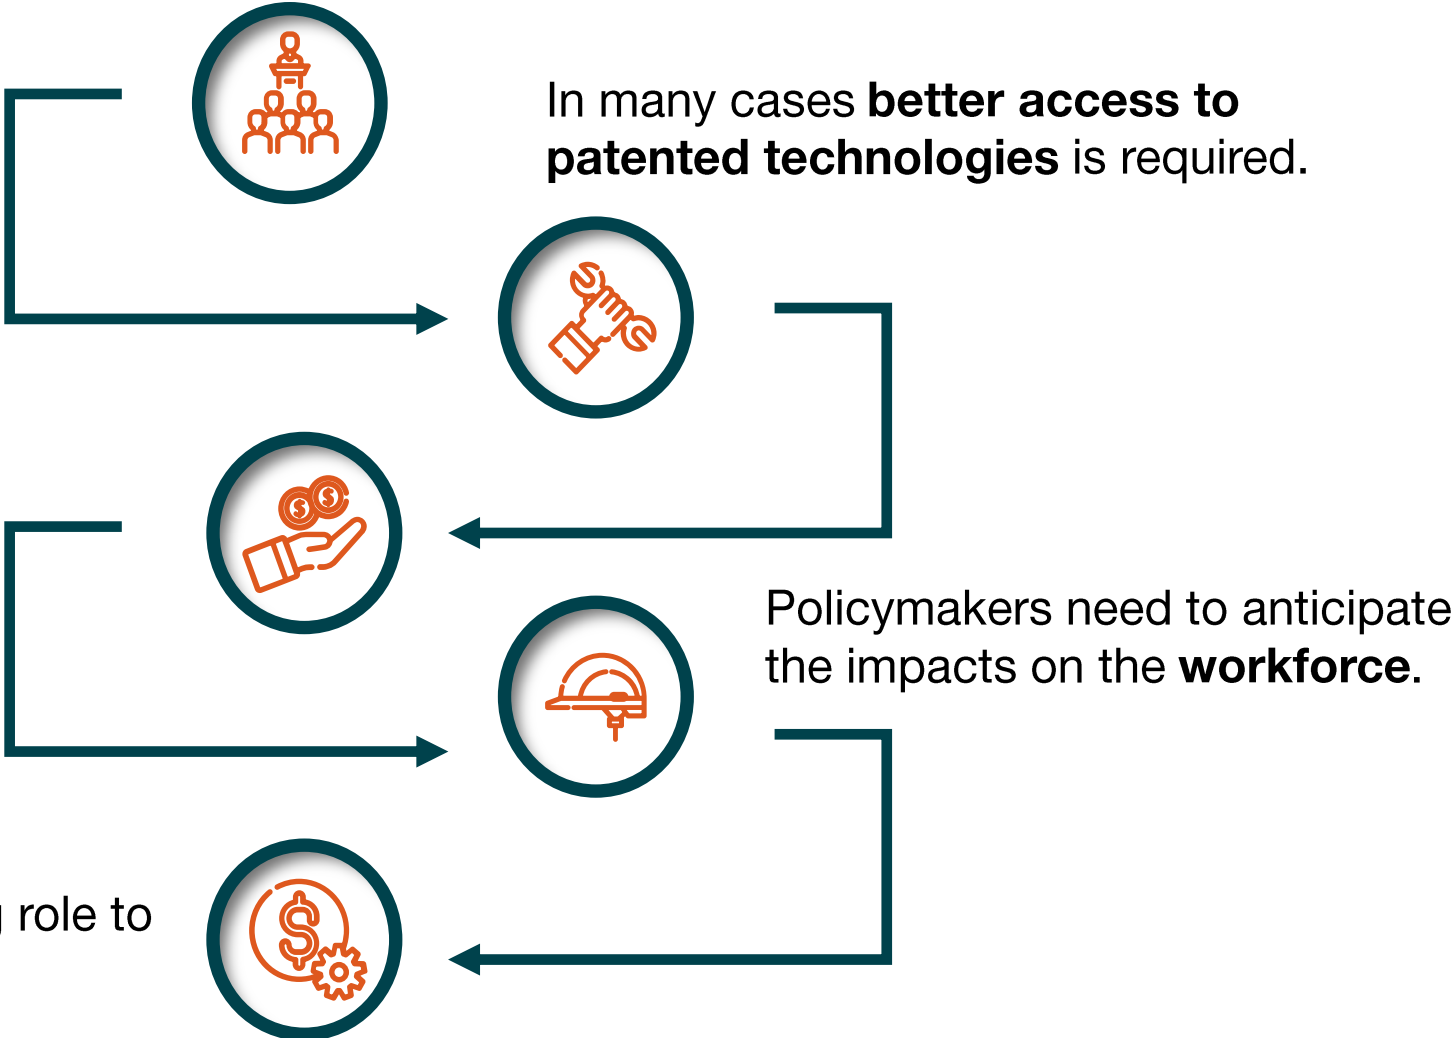 In many cases better access to
patented technologies is required.
Policymakers need to anticipate
the impacts on the workforce.
role to